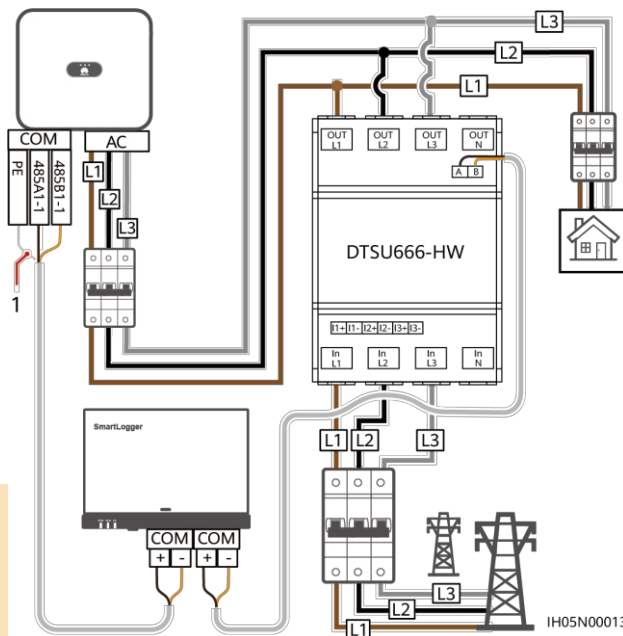 L3
L2
L1
COM
AC
PE
485A1-1
485B1-1
L1
L2
L3
1
OUT L1
OUT L2
OUT L3
OUT N
A B
DTSU666-HW
I1+ I1- I2+ I2- I3+ I3-
In L1
In L2
In L3
In N
L1
L2
L3
SmartLogger
COM
COM
+ -
+ -
L3
L2
L1
IH05N00013